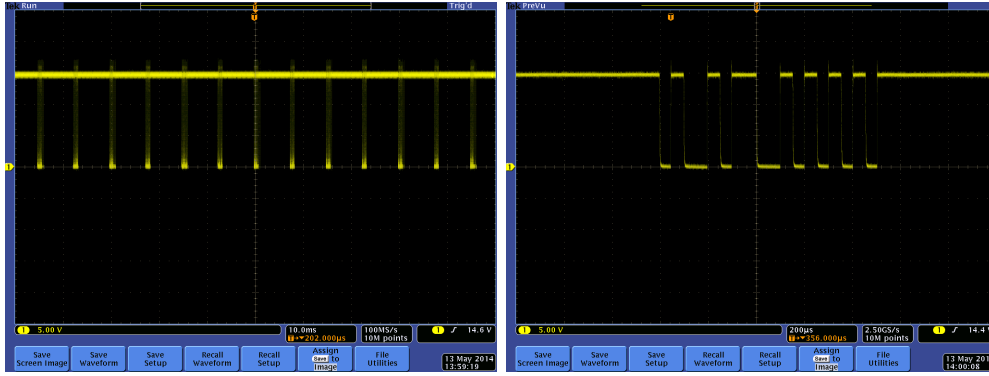 Tek Run
Trig'd
T
1
1 5.00 V
10.0ms
T→▼202.000µs
100MS/s
10M points
1 ∫ 14.6 V
Save Screen Image
Save Waveform
Save Setup
Recall Waveform
Recall Setup
Assign Save to Image
File Utilities
13 May 2014
13:59:19
Tek PreVu
T
1
1 5.00 V
200µs
T→▼356.000µs
2.50GS/s
10M points
1 ∫ 14.4
Save Screen Image
Save Waveform
Save Setup
Recall Waveform
Recall Setup
Assign Save to Image
File Utilities
13 May 2014
14:00:08